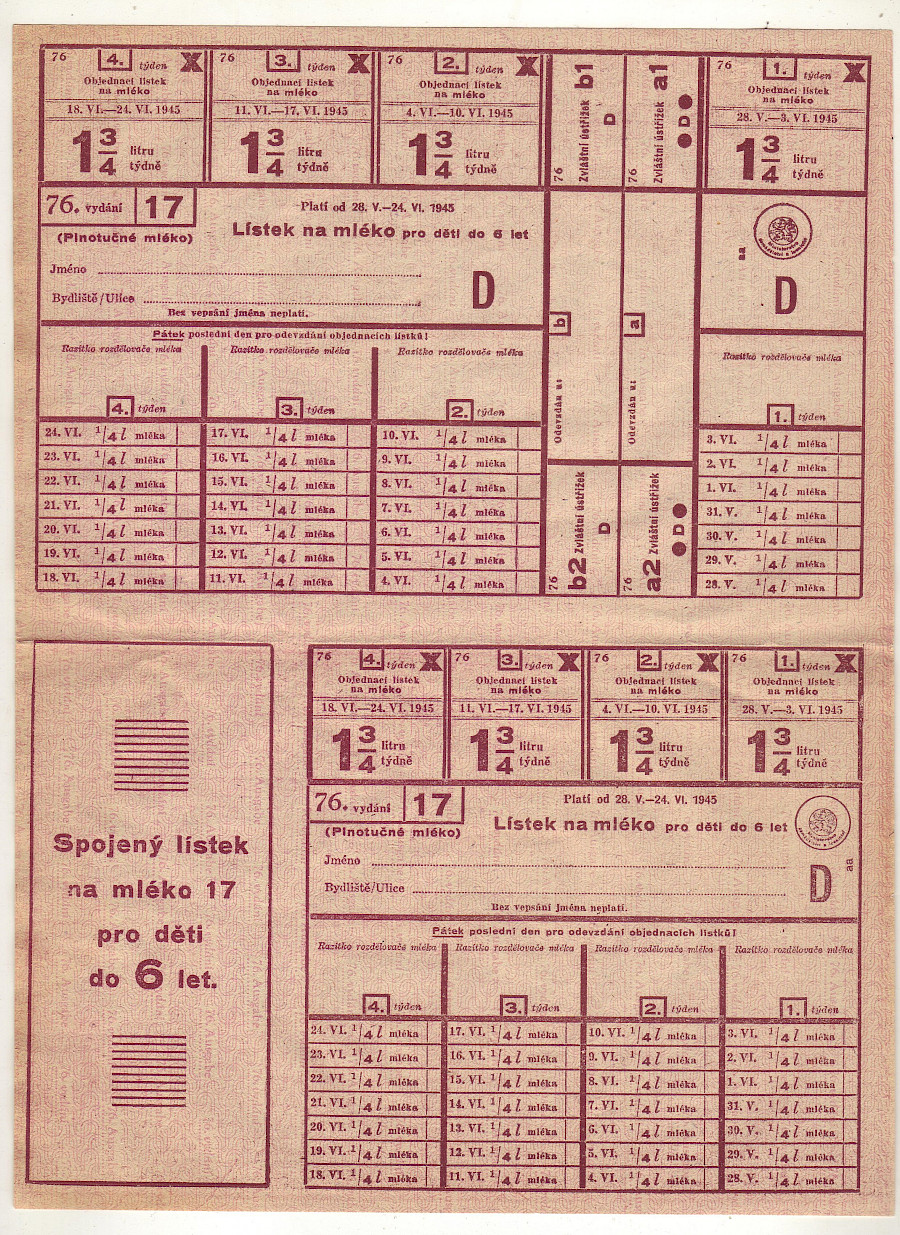 76 4. týden X
Objednací lístek
na mléko
18. VI.—24. VI. 1945
1 3/4 litru
týdně
76 3. týden X
Objednací lístek
na mléko
11. VI.—17. VI. 1945
1 3/4 litru
týdně
76 2. týden X
Objednací lístek
na mléko
4. VI.—10. VI. 1945
1 3/4 litru
týdně
76 Zvláštní ústřižek b1
D
76 Zvláštní ústřižek a1
●D●
76 1. týden X
Objednací lístek
na mléko
28. V.—3. VI. 1945
1 3/4 litru
týdně
76. vydání 17
(Plnotučné mléko)
Platí od 28. V.—24. VI. 1945
Lístek na mléko pro děti do 6 let
Jméno
Bydliště/Ulice
D
Bez vepsání jména neplatí.
Odevzdán u: b
Odevzdán u: a
aa
D
Pátek poslední den pro odevzdání objednacích lístků!
Razítko rozdělovače mléka
4. týden
24. VI. 1/4 l mléka
23. VI. 1/4 l mléka
22. VI. 1/4 l mléka
21. VI. 1/4 l mléka
20. VI. 1/4 l mléka
19. VI. 1/4 l mléka
18. VI. 1/4 l mléka
Razítko rozdělovače mléka
3. týden
17. VI. 1/4 l mléka
16. VI. 1/4 l mléka
15. VI. 1/4 l mléka
14. VI. 1/4 l mléka
13. VI. 1/4 l mléka
12. VI. 1/4 l mléka
11. VI. 1/4 l mléka
Razítko rozdělovače mléka
2. týden
10. VI. 1/4 l mléka
9. VI. 1/4 l mléka
8. VI. 1/4 l mléka
7. VI. 1/4 l mléka
6. VI. 1/4 l mléka
5. VI. 1/4 l mléka
4. VI. 1/4 l mléka
76 b2 Zvláštní ústřižek
D
76 a2 Zvláštní ústřižek
●D●
Razítko rozdělovače mléka
1. týden
3. VI. 1/4 l mléka
2. VI. 1/4 l mléka
1. VI. 1/4 l mléka
31. V. 1/4 l mléka
30. V. 1/4 l mléka
29. V. 1/4 l mléka
28. V. 1/4 l mléka
Spojený lístek
na mléko 17
pro děti
do 6 let.
76 4. týden X
Objednací lístek
na mléko
18. VI.—24. VI. 1945
1 3/4 litru
týdně
76 3. týden X
Objednací lístek
na mléko
11. VI.—17. VI. 1945
1 3/4 litru
týdně
76 2. týden X
Objednací lístek
na mléko
4. VI.—10. VI. 1945
1 3/4 litru
týdně
76 1. týden X
Objednací lístek
na mléko
28. V.—3. VI. 1945
1 3/4 litru
týdně
76. vydání 17
(Plnotučné mléko)
Platí od 28. V.—24. VI. 1945
Lístek na mléko pro děti do 6 let
Jméno
Bydliště/Ulice
D
aa
Bez vepsání jména neplatí.
Pátek poslední den pro odevzdání objednacích lístků!
Razítko rozdělovače mléka
4. týden
24. VI. 1/4 l mléka
23. VI. 1/4 l mléka
22. VI. 1/4 l mléka
21. VI. 1/4 l mléka
20. VI. 1/4 l mléka
19. VI. 1/4 l mléka
18. VI. 1/4 l mléka
Razítko rozdělovače mléka
3. týden
17. VI. 1/4 l mléka
16. VI. 1/4 l mléka
15. VI. 1/4 l mléka
14. VI. 1/4 l mléka
13. VI. 1/4 l mléka
12. VI. 1/4 l mléka
11. VI. 1/4 l mléka
Razítko rozdělovače mléka
2. týden
10. VI. 1/4 l mléka
9. VI. 1/4 l mléka
8. VI. 1/4 l mléka
7. VI. 1/4 l mléka
6. VI. 1/4 l mléka
5. VI. 1/4 l mléka
4. VI. 1/4 l mléka
Razítko rozdělovače mléka
1. týden
3. VI. 1/4 l mléka
2. VI. 1/4 l mléka
1. VI. 1/4 l mléka
31. V. 1/4 l mléka
30. V. 1/4 l mléka
29. V. 1/4 l mléka
28. V. 1/4 l mléka